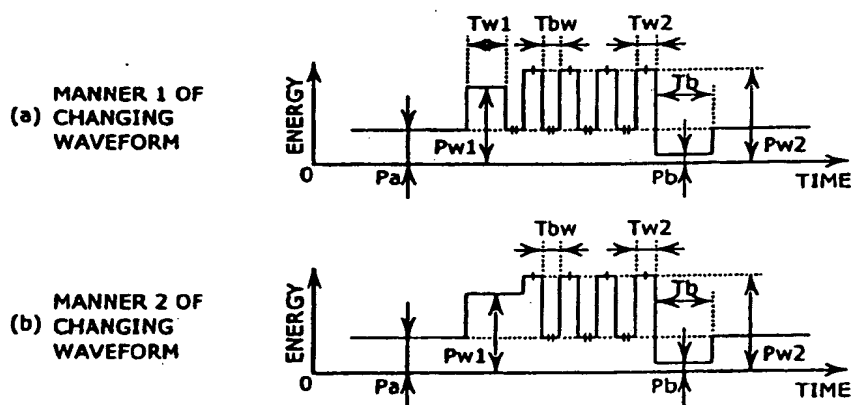 Tw1 Tbw Tw2
(a) MANNER 1 OF
CHANGING
WAVEFORM
ENERGY
Tb
Pw1
Pw2
0
Pa
Pb
TIME
Tbw Tw2
(b) MANNER 2 OF
CHANGING
WAVEFORM
ENERGY
Tb
Pw1
Pw2
0
Pa
Pb
TIME